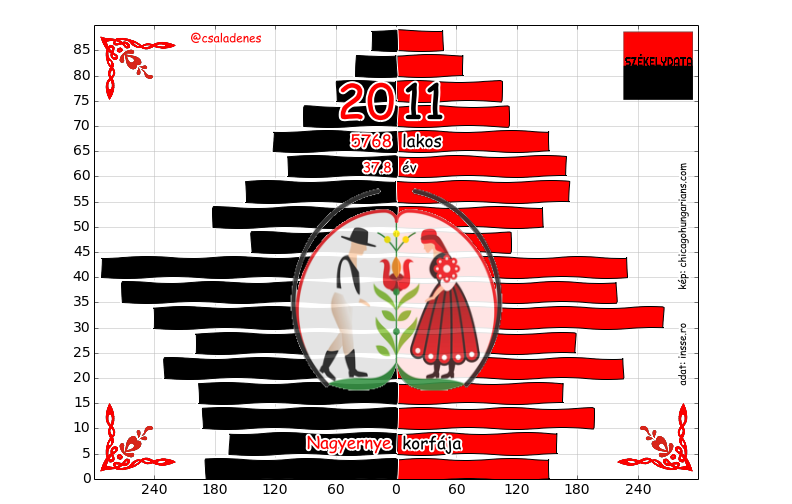 @csaladenes
SZÉKELYDATA
2011
5768 lakos
37.8 év
kép: chicagohungarians.com
adat: insse.ro
Nagyernye korfája
85
80
75
70
65
60
55
50
45
40
35
30
25
20
15
10
5
0
240 180 120 60 0 60 120 180 240